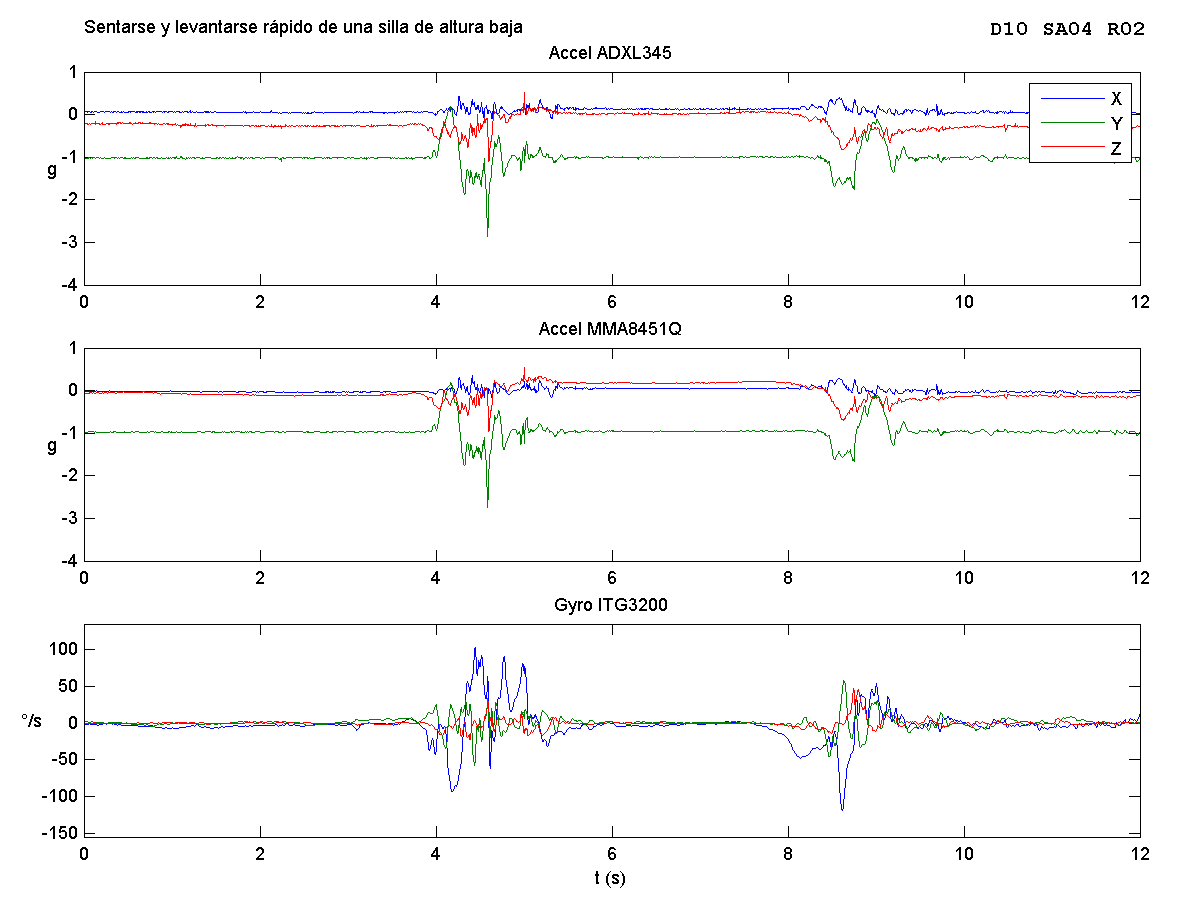 Sentarse y levantarse rápido de una silla de altura baja
D10 SA04 R02
Accel ADXL345
1
0
-1
-2
-3
-4
g
X
Y
Z
0 2 4 6 8 10 12
Accel MMA8451Q
1
0
-1
-2
-3
-4
g
0 2 4 6 8 10 12
Gyro ITG3200
100
50
0
-50
-100
-150
°/s
0 2 4 6 8 10 12
t (s)